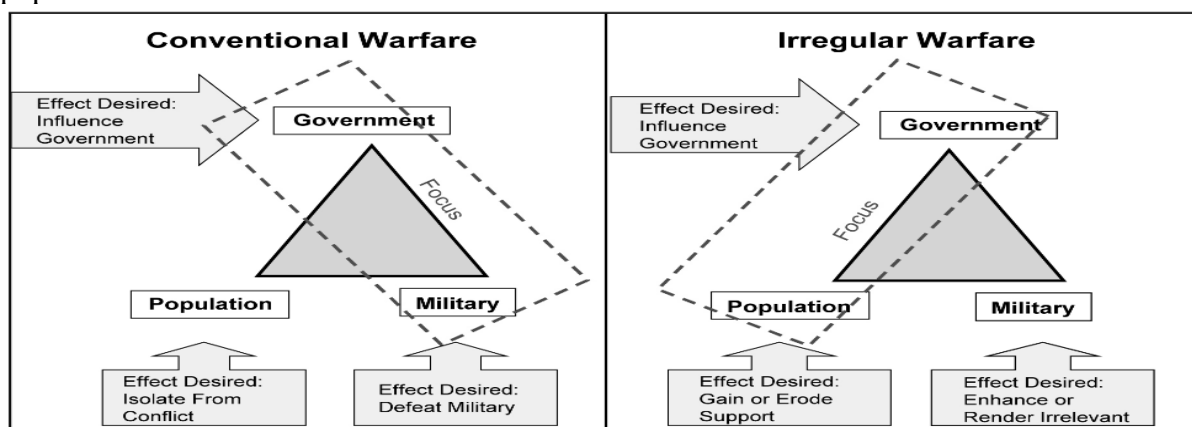 Conventional Warfare
Effect Desired:
Influence
Government
Government
Focus
Population
Military
Effect Desired:
Isolate From
Conflict
Effect Desired:
Defeat Military
Irregular Warfare
Effect Desired:
Influence
Government
Government
Focus
Population
Military
Effect Desired:
Gain or Erode
Support
Effect Desired:
Enhance or
Render Irrelevant